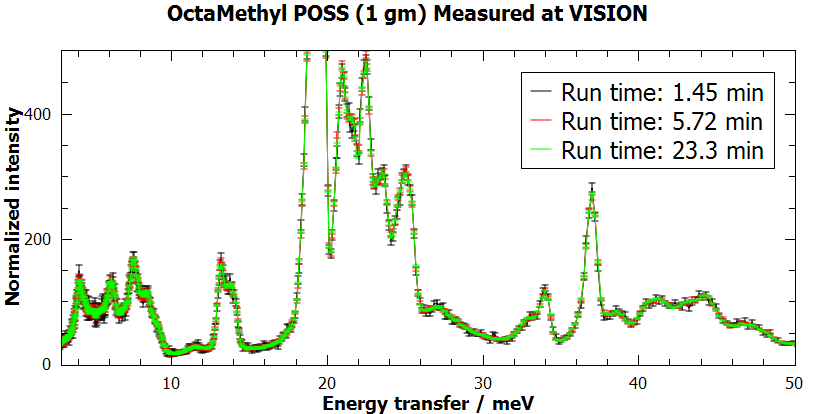 OctaMethyl POSS (1 gm) Measured at VISION
Normalized intensity
400
200
0
Run time: 1.45 min
Run time: 5.72 min
Run time: 23.3 min
10 20 30 40 50
Energy transfer / meV